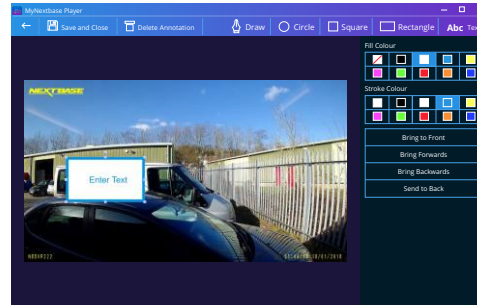 MyNextbase Player
Save and Close
Delete Annotation
Draw
Circle
Square
Rectangle
Abc
Fill Colour
Stroke Colour
Bring to Front
Bring Forwards
Bring Backwards
Send to Back
NEXTBASE
Enter Text